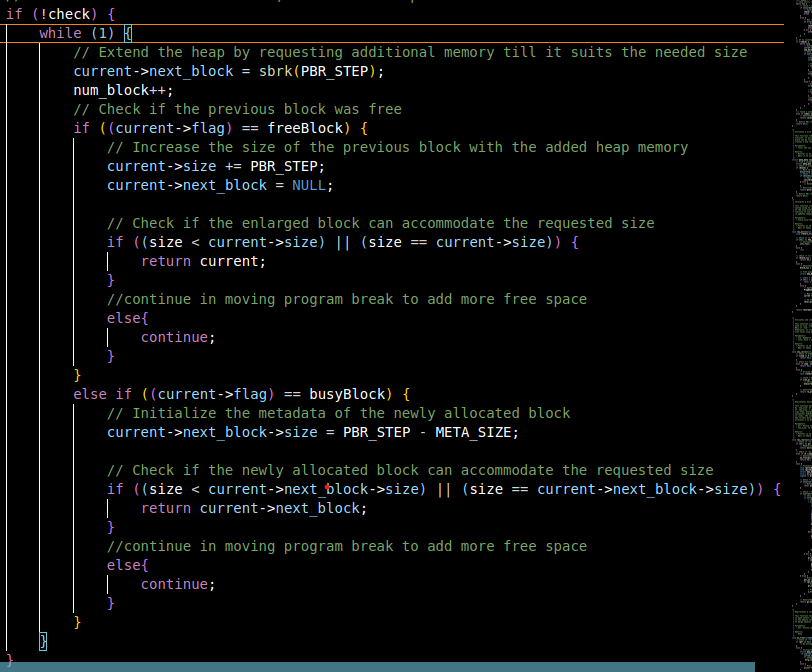 if (!check) {
while (1) {
// Extend the heap by requesting additional memory till it suits the needed size
current->next_block = sbrk(PBR_STEP);
num_block++;
// Check if the previous block was free
if ((current->flag) == freeBlock) {
// Increase the size of the previous block with the added heap memory
current->size += PBR_STEP;
current->next_block = NULL;
// Check if the enlarged block can accommodate the requested size
if ((size < current->size) || (size == current->size)) {
return current;
}
//continue in moving program break to add more free space
else{
continue;
}
}
else if ((current->flag) == busyBlock) {
// Initialize the metadata of the newly allocated block
current->next_block->size = PBR_STEP - META_SIZE;
// Check if the newly allocated block can accommodate the requested size
if ((size < current->next_block->size) || (size == current->next_block->size)) {
return current->next_block;
}
//continue in moving program break to add more free space
else{
continue;
}
}
}
}